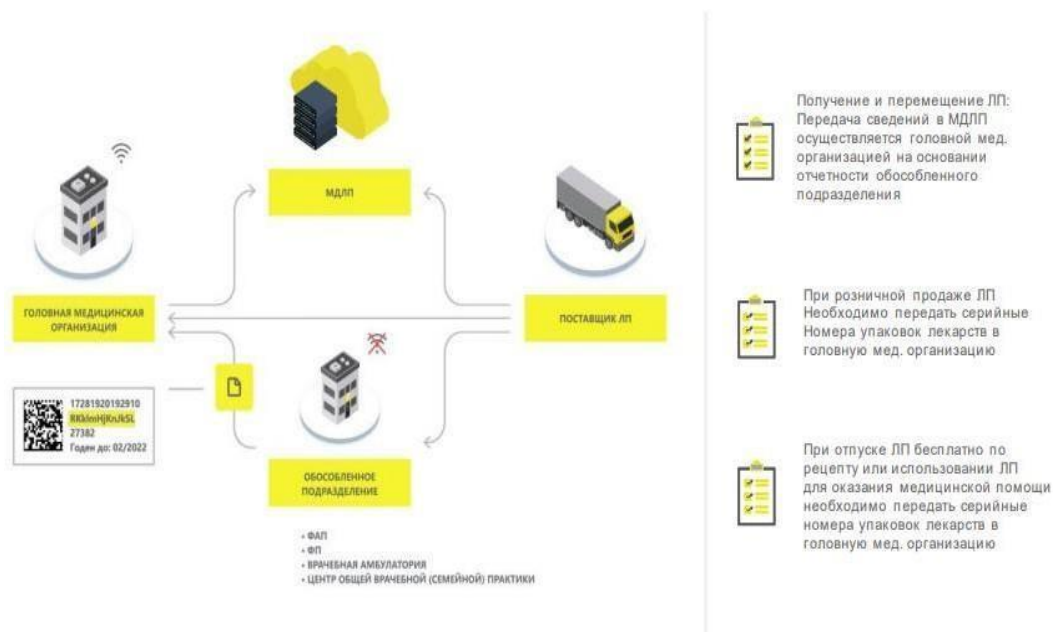 МДЛП
ГОЛОВНАЯ МЕДИЦИНСКАЯ
ОРГАНИЗАЦИЯ
ПОСТАВЩИК ЛП
17281920192910
RKklmHjKnJkSL
27382
Годен до: 02/2022
ОБОСОБЛЕННОЕ
ПОДРАЗДЕЛЕНИЕ
• ФАП
• ФП
• ВРАЧЕБНАЯ АМБУЛАТОРИЯ
• ЦЕНТР ОБЩЕЙ ВРАЧЕБНОЙ (СЕМЕЙНОЙ) ПРАКТИКИ
Получение и перемещение ЛП:
Передача сведений в МДЛП
осуществляется головной мед.
организацией на основании
отчетности обособленного
подразделения
При розничной продаже ЛП
Необходимо передать серийные
Номера упаковок лекарств в
головную мед. организацию
При отпуске ЛП бесплатно по
рецепту или использовании ЛП
для оказания медицинской помощи
необходимо передать серийные
номера упаковок лекарств в
головную мед. организацию